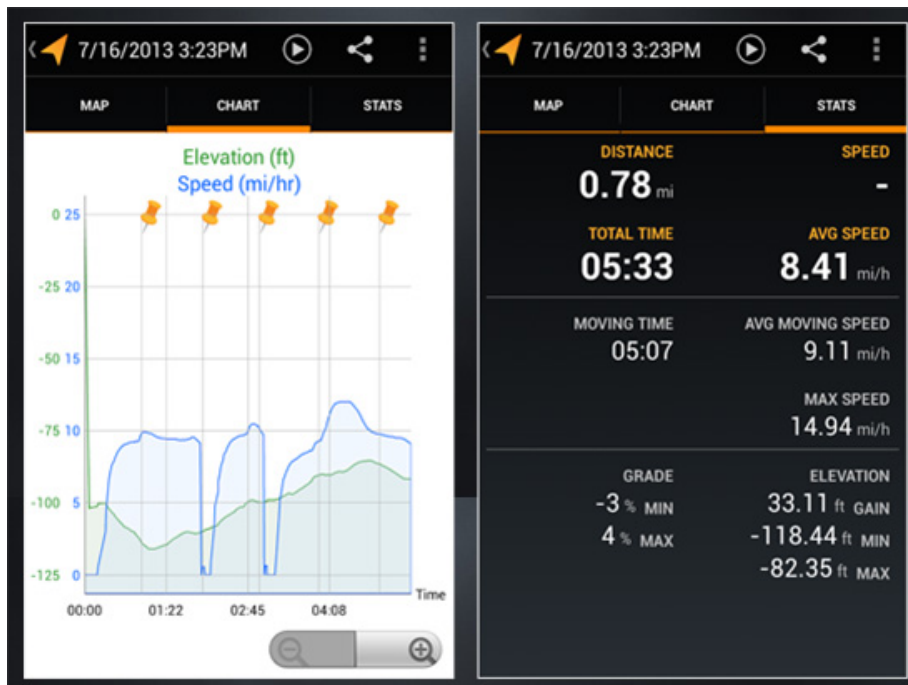 7/16/2013 3:23PM
MAP CHART STATS
Elevation (ft)
Speed (mi/hr)
0 25
-25 20
-50 15
-75 10
-100 5
-125 0
Time
00:00 01:22 02:45 04:08
7/16/2013 3:23PM
MAP CHART STATS
DISTANCE SPEED
0.78 mi -
TOTAL TIME AVG SPEED
05:33 8.41 mi/h
MOVING TIME AVG MOVING SPEED
05:07 9.11 mi/h
MAX SPEED
14.94 mi/h
GRADE ELEVATION
-3 % MIN 33.11 ft GAIN
4 % MAX -118.44 ft MIN
-82.35 ft MAX